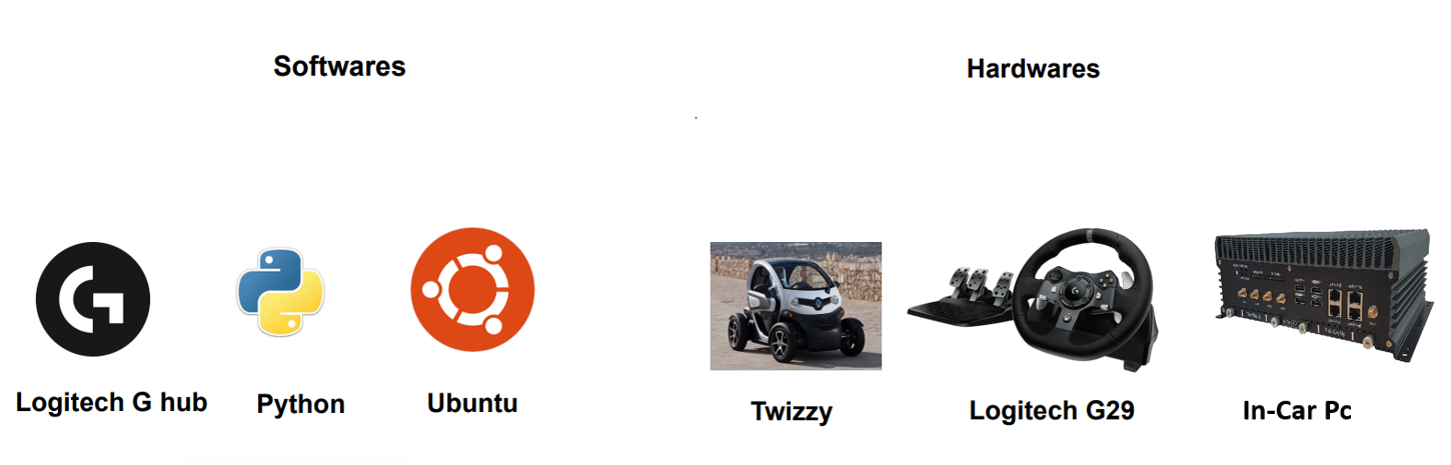 Softwares
Hardwares
Logitech G hub
Python
Ubuntu
Twizzy
Logitech G29
In-Car Pc